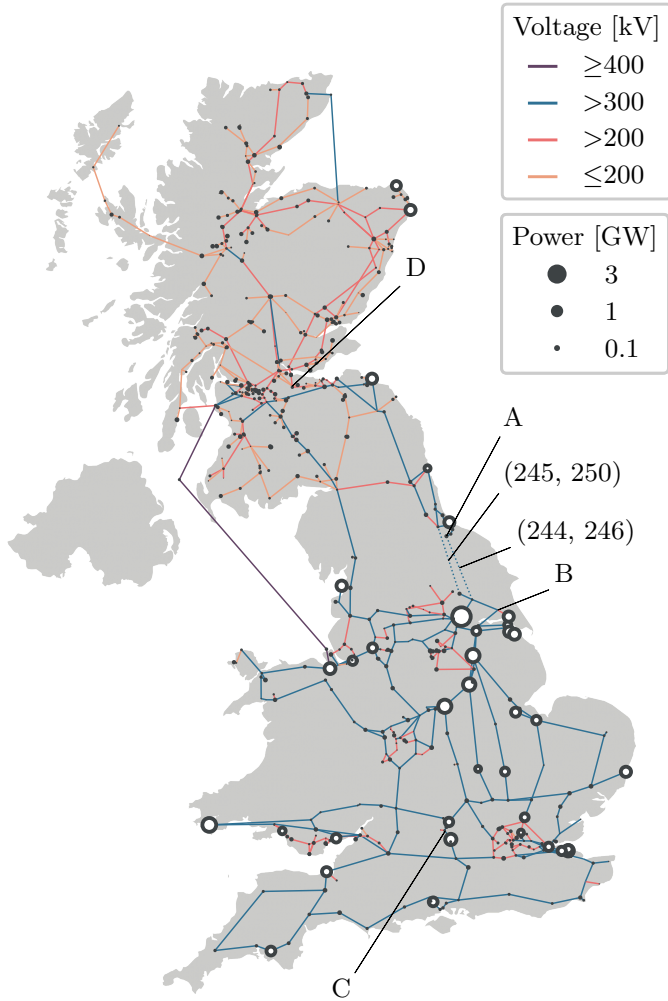 Voltage [kV]
≥400
>300
>200
≤200
Power [GW]
3
1
0.1
D
A
(245, 250)
(244, 246)
B
C